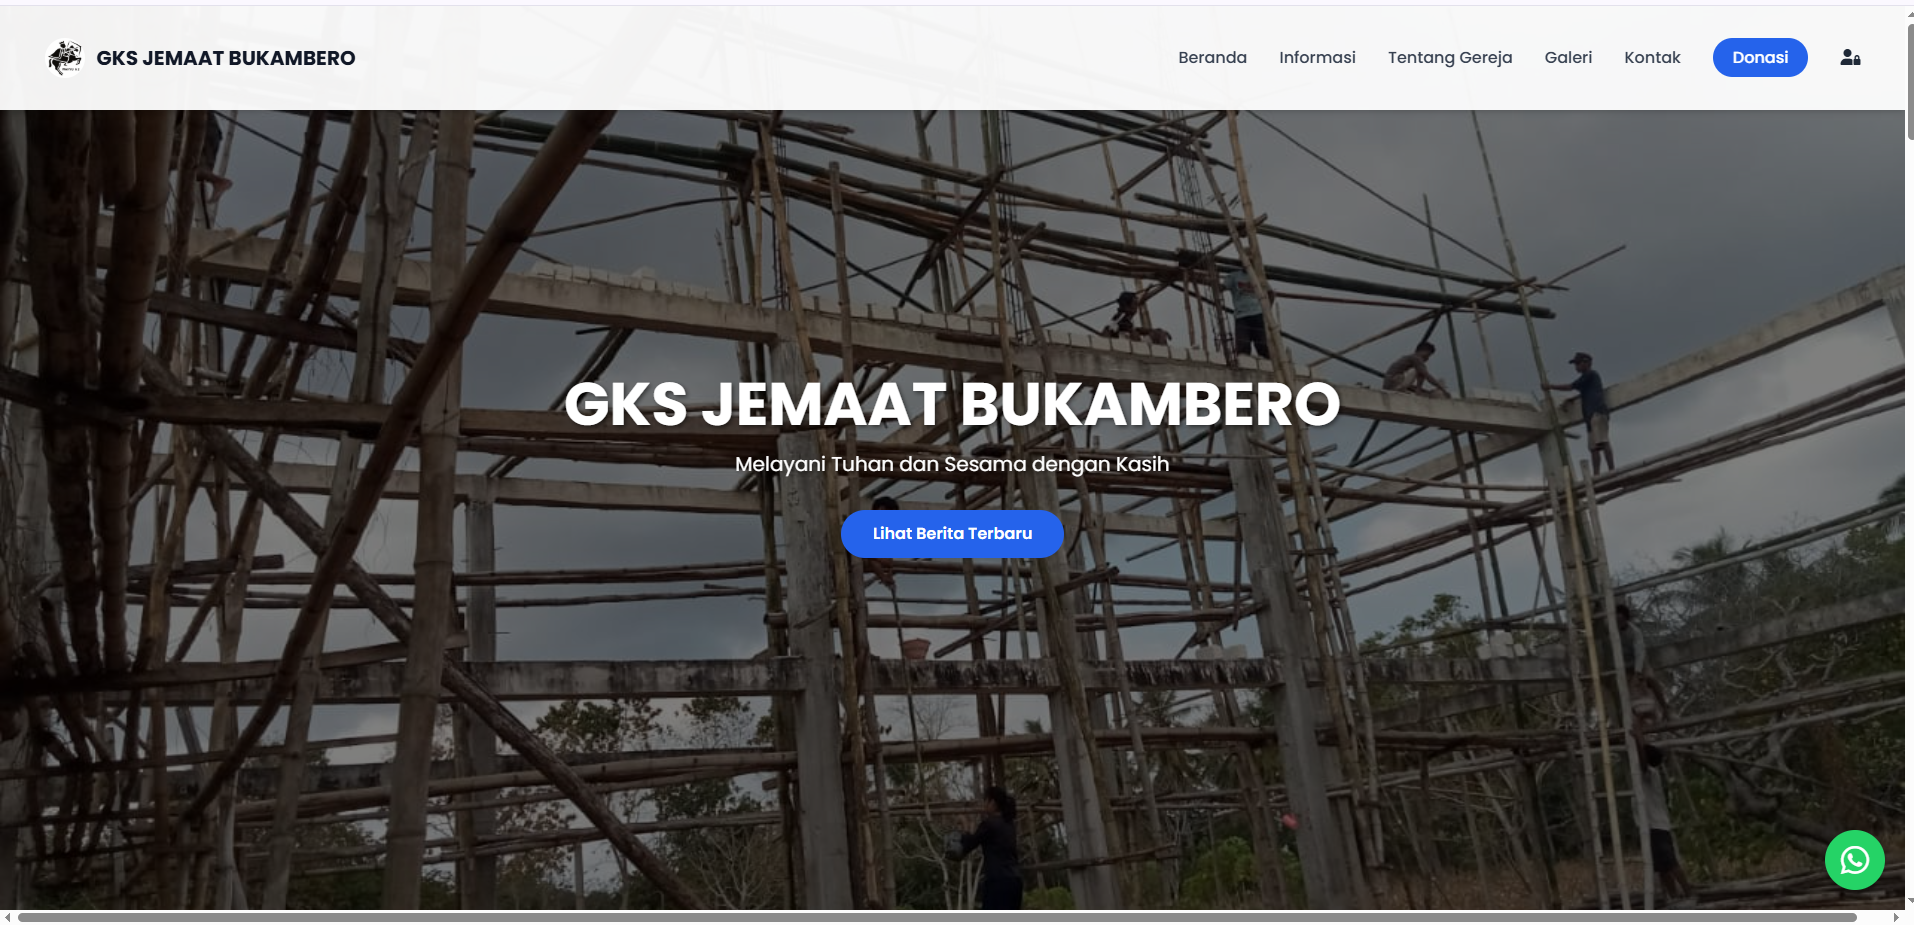 GKS JEMAAT BUKAMBERO
Beranda
Informasi
Tentang Gereja
Galeri
Kontak
Donasi
GKS JEMAAT BUKAMBERO
Melayani Tuhan dan Sesama dengan Kasih
Lihat Berita Terbaru